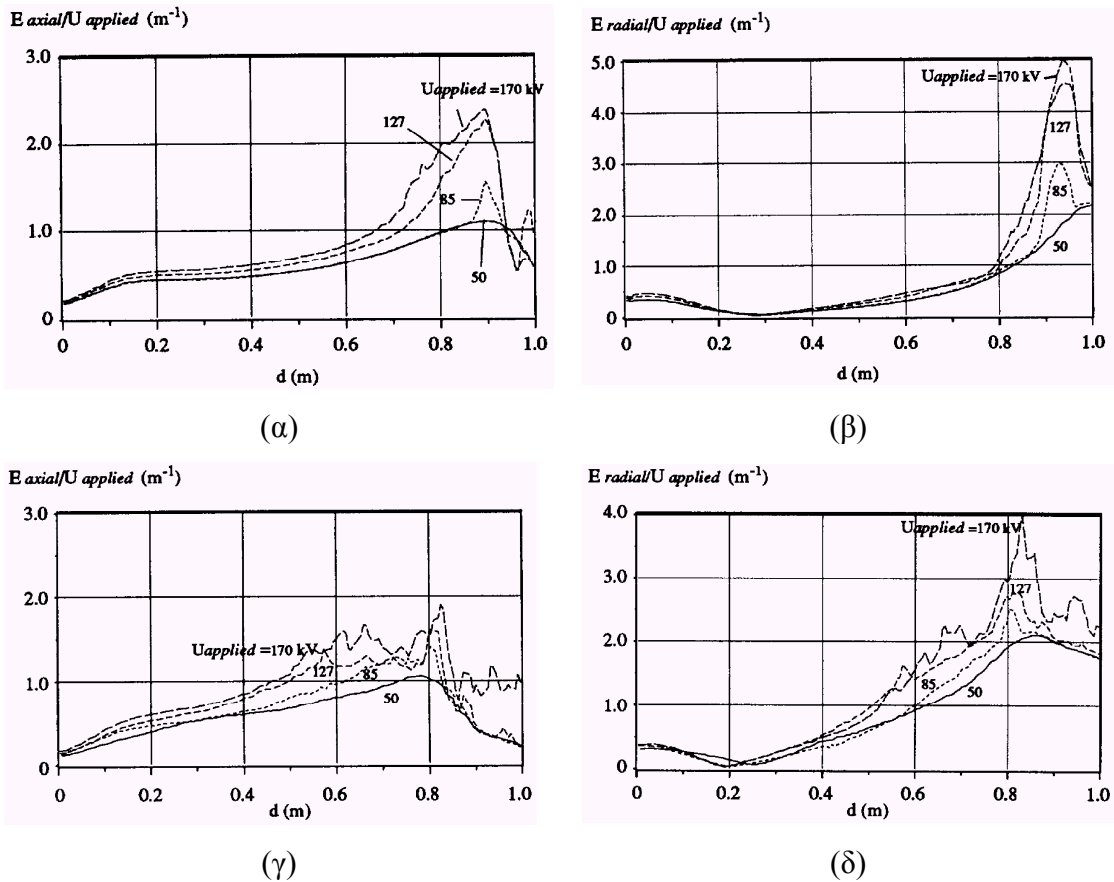 E axial/U applied (m⁻¹)
3.0
2.0
1.0
0
Uapplied =170 kV
127
85
50
0 0.2 0.4 0.6 0.8 1.0
d (m)
(α)
E radial/U applied (m⁻¹)
5.0
4.0
3.0
2.0
1.0
0
Uapplied =170 kV
127
85
50
0 0.2 0.4 0.6 0.8 1.0
d (m)
(β)
E axial/U applied (m⁻¹)
3.0
2.0
1.0
0
Uapplied =170 kV
127
85
50
0 0.2 0.4 0.6 0.8 1.0
d (m)
(γ)
E radial/U applied (m⁻¹)
4.0
3.0
2.0
1.0
0
Uapplied =170 kV
127
85
50
0 0.2 0.4 0.6 0.8 1.0
d (m)
(δ)